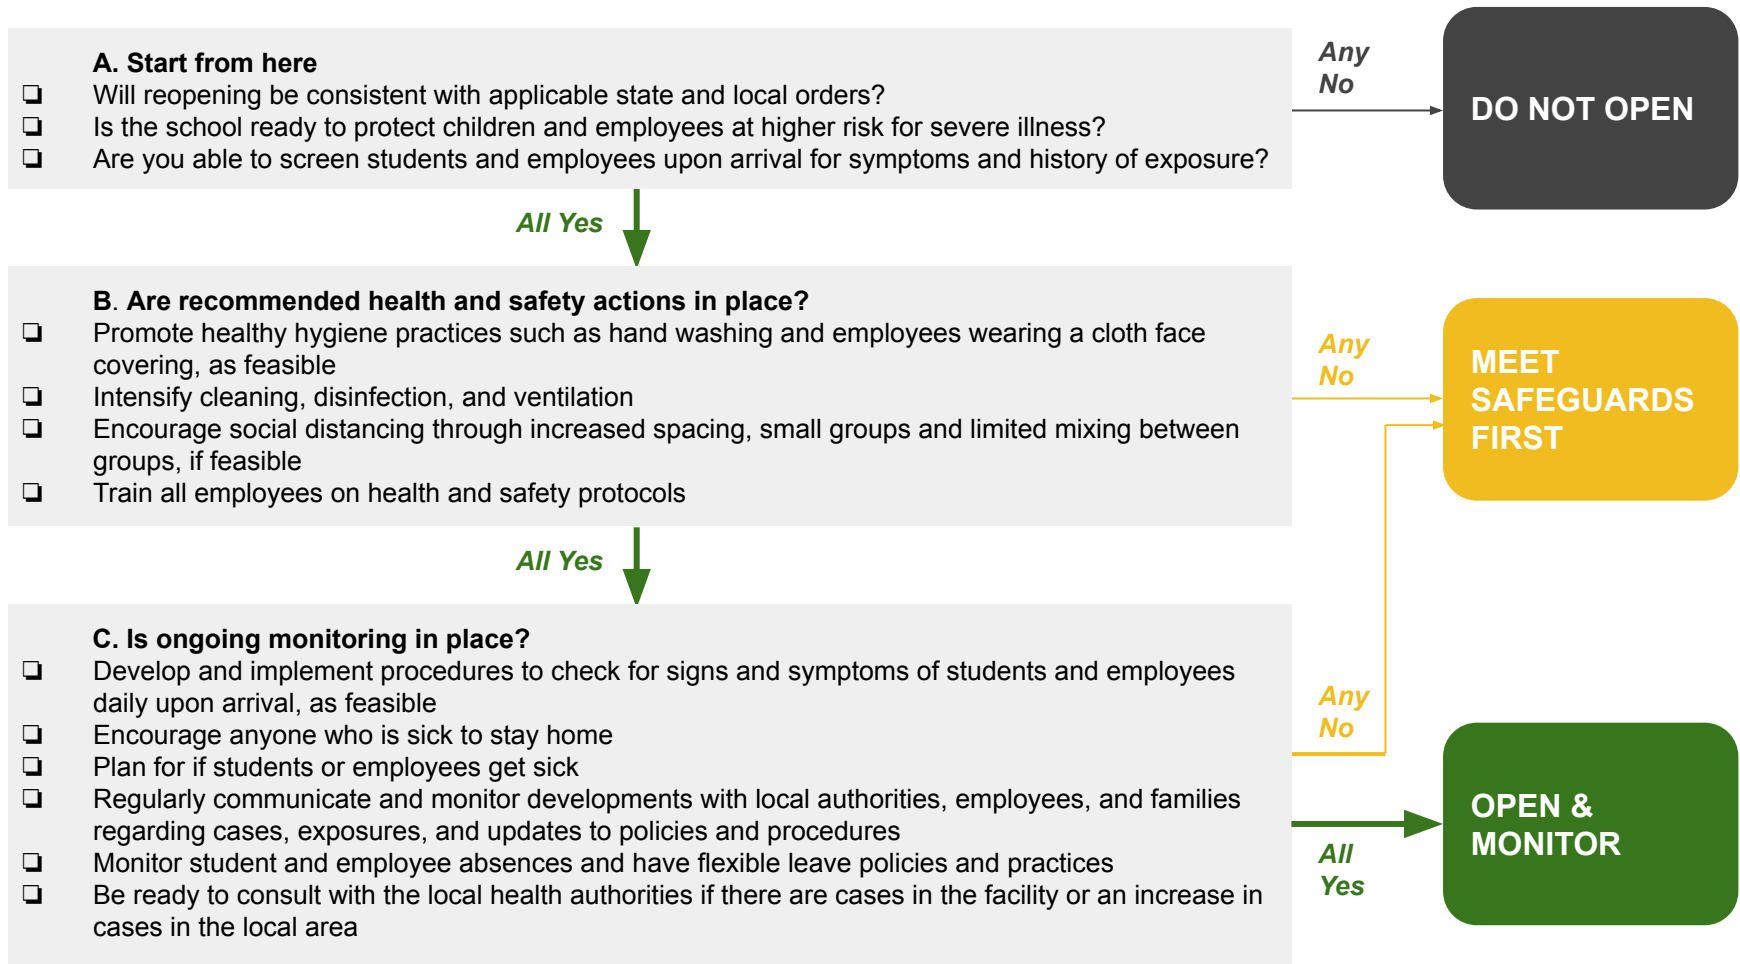 A. Start from here
❏ Will reopening be consistent with applicable state and local orders?
❏ Is the school ready to protect children and employees at higher risk for severe illness?
❏ Are you able to screen students and employees upon arrival for symptoms and history of exposure?
Any
No
DO NOT OPEN
All Yes
B. Are recommended health and safety actions in place?
❏ Promote healthy hygiene practices such as hand washing and employees wearing a cloth face
covering, as feasible
❏ Intensify cleaning, disinfection, and ventilation
❏ Encourage social distancing through increased spacing, small groups and limited mixing between
groups, if feasible
❏ Train all employees on health and safety protocols
Any
No
MEET
SAFEGUARDS
FIRST
All Yes
C. Is ongoing monitoring in place?
❏ Develop and implement procedures to check for signs and symptoms of students and employees
daily upon arrival, as feasible
❏ Encourage anyone who is sick to stay home
❏ Plan for if students or employees get sick
❏ Regularly communicate and monitor developments with local authorities, employees, and families
regarding cases, exposures, and updates to policies and procedures
❏ Monitor student and employee absences and have flexible leave policies and practices
❏ Be ready to consult with the local health authorities if there are cases in the facility or an increase in
cases in the local area
Any
No
All
Yes
OPEN &
MONITOR